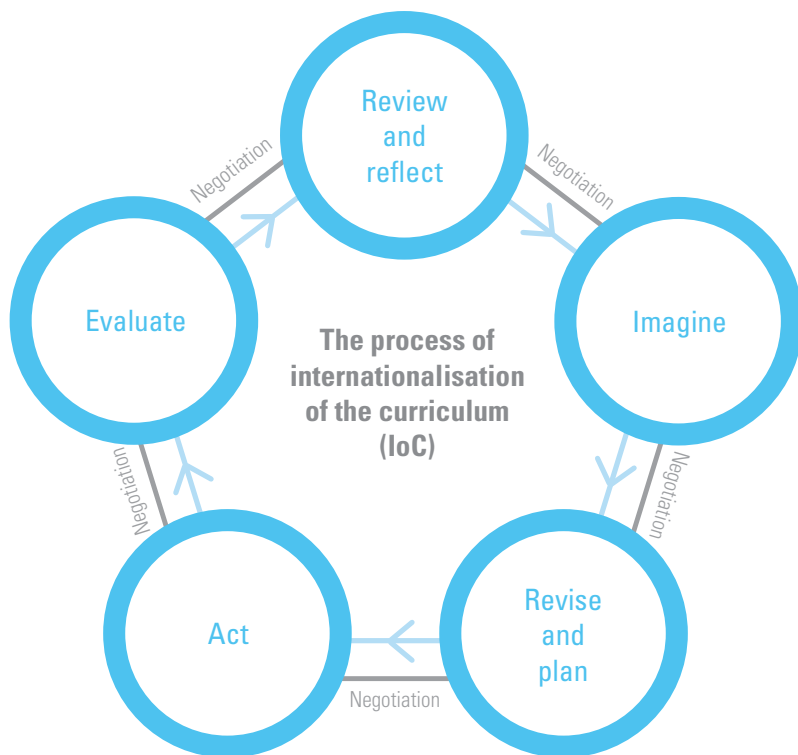 Review
and
reflect
Negotiation
Negotiation
Evaluate
Imagine
The process of
internationalisation
of the curriculum
(IoC)
Negotiation
Negotiation
Act
Revise
and
plan
Negotiation